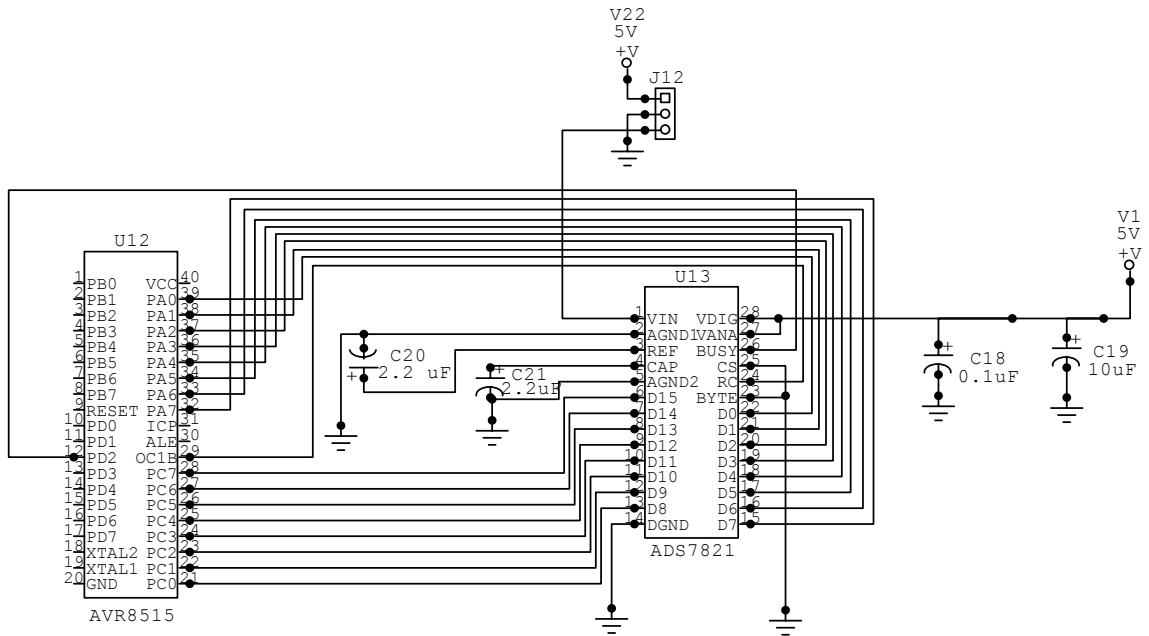 V22
5V
+V
J12
V1
5V
+V
U12
1 PB0 VCC 40
2 PB1 PA0 39
3 PB2 PA1 38
4 PB3 PA2 37
5 PB4 PA3 36
6 PB5 PA4 35
7 PB6 PA5 34
8 PB7 PA6 33
9 RESET PA7 32
10 PD0 ICP 31
11 PD1 ALE 30
12 PD2 OC1B 29
13 PD3 PC7 28
14 PD4 PC6 27
15 PD5 PC5 26
16 PD6 PC4 25
17 PD7 PC3 24
18 XTAL2 PC2 23
19 XTAL1 PC1 22
20 GND PC0 21
AVR8515
+
C20
2.2 uF
+
C21
2.2uF
U13
1 VIN VDIG 28
2 AGND1 VANA 27
3 REF BUSY 26
4 CAP CS 25
5 AGND2 RC 24
6 D15 BYTE 23
7 D14 D0 22
8 D13 D1 21
9 D12 D2 20
10 D11 D3 19
11 D10 D4 18
12 D9 D5 17
13 D8 D6 16
14 DGND D7 15
ADS7821
+
C18
0.1uF
+
C19
10uF